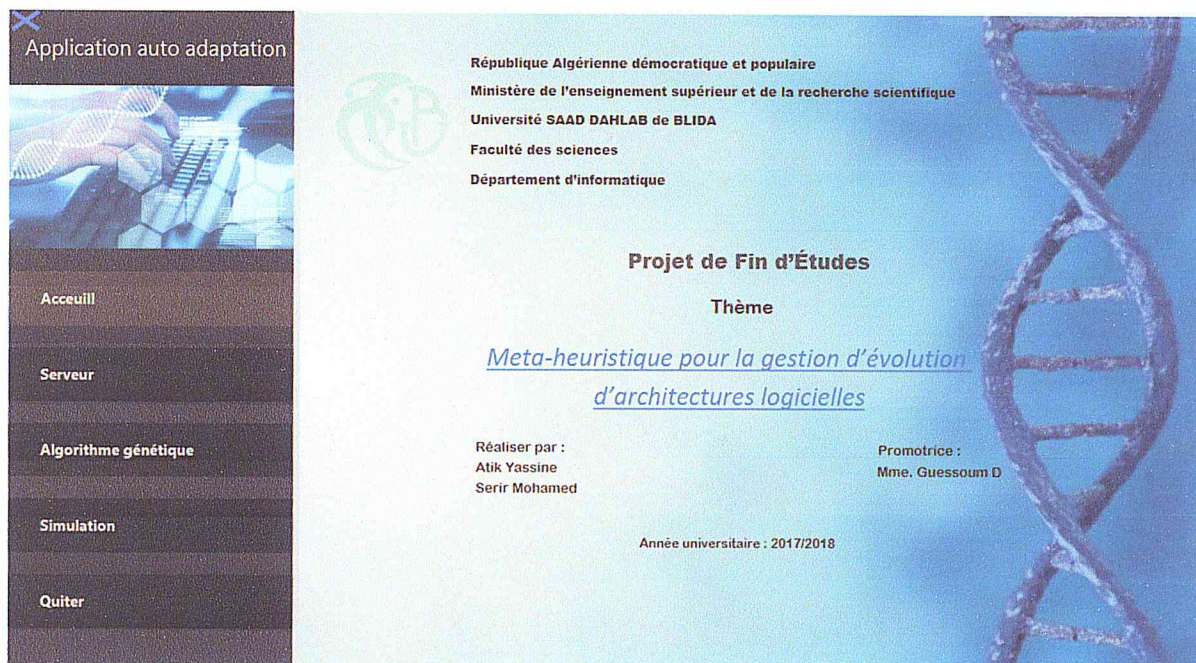 Application auto adaptation
Acceuill
Serveur
Algorithme génétique
Simulation
Quiter
République Algérienne démocratique et populaire
Ministère de l'enseignement supérieur et de la recherche scientifique
Université SAAD DAHLAB de BLIDA
Faculté des sciences
Département d'informatique
Projet de Fin d'Études
Thème
Meta-heuristique pour la gestion d'évolution
d'architectures logicielles
Réaliser par :
Atik Yassine
Serir Mohamed
Promotrice :
Mme. Guessoum D
Année universitaire : 2017/2018